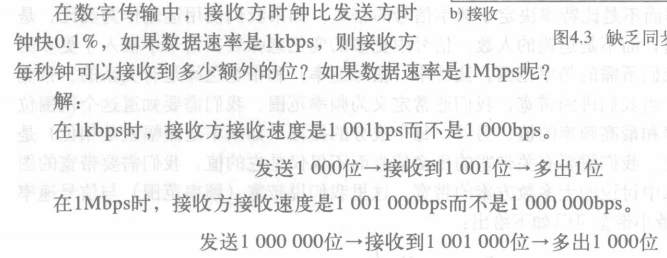 b)接收
图4.3 缺乏同
在数字传输中，接收方时钟比发送方时
钟快0.1%，如果数据速率是1kbps，则接收方
每秒钟可以接收到多少额外的位？如果数据速率是1Mbps呢？
解：
在1kbps时，接收方接收速度是1 001bps而不是1 000bps。
发送1 000位→接收到1 001位→多出1位
在1Mbps时，接收方接收速度是1 001 000bps而不是1 000 000bps。
发送1 000 000位→接收到1 001 000位→多出1 000位